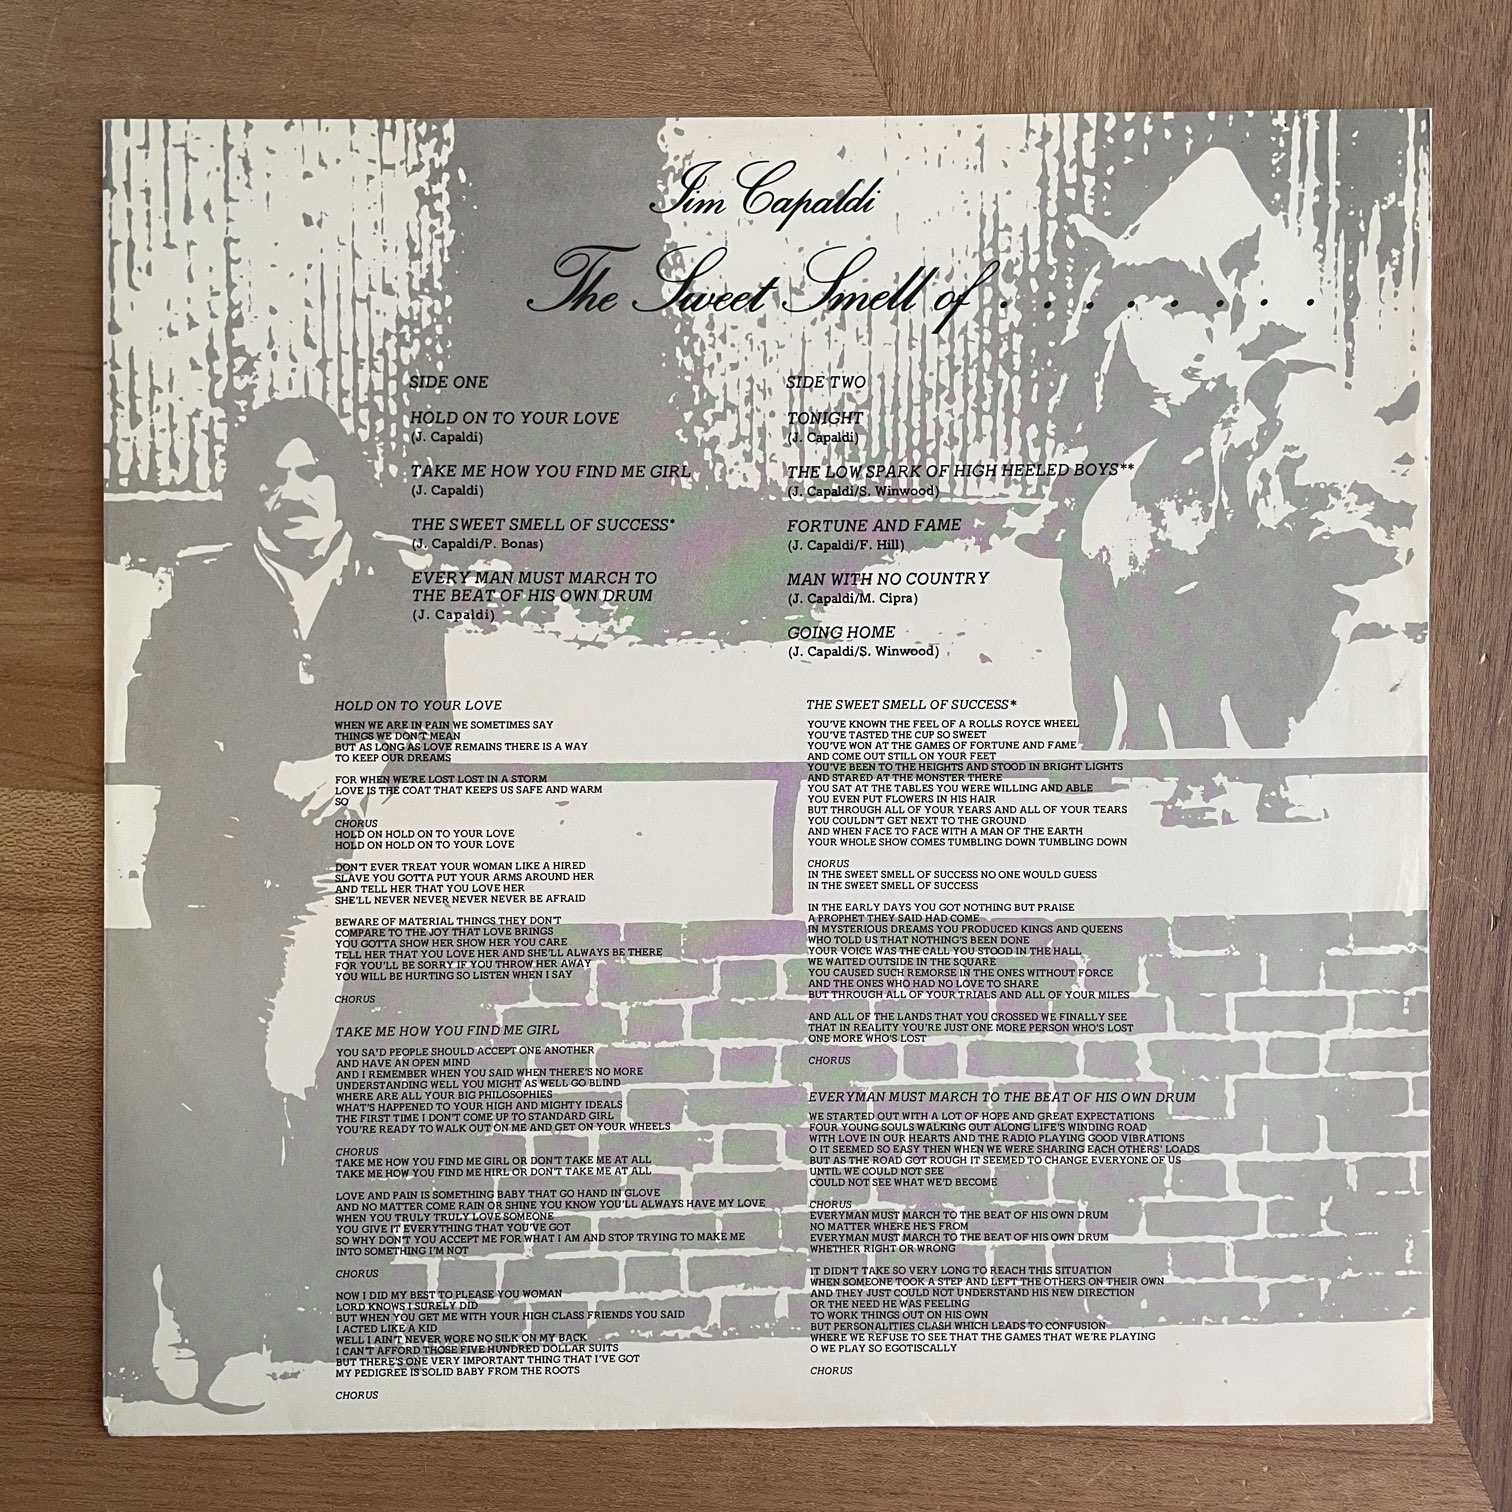 Jim Capaldi
The Sweet Smell of . . . . . . . . .
SIDE ONE
HOLD ON TO YOUR LOVE
(J. Capaldi)
TAKE ME HOW YOU FIND ME GIRL
(J. Capaldi)
THE SWEET SMELL OF SUCCESS*
(J. Capaldi/P. Bonas)
EVERY MAN MUST MARCH TO
THE BEAT OF HIS OWN DRUM
(J. Capaldi)
SIDE TWO
TONIGHT
(J. Capaldi)
THE LOW SPARK OF HIGH HEELED BOYS**
(J. Capaldi/S. Winwood)
FORTUNE AND FAME
(J. Capaldi/F. Hill)
MAN WITH NO COUNTRY
(J. Capaldi/M. Cipra)
GOING HOME
(J. Capaldi/S. Winwood)
HOLD ON TO YOUR LOVE
WHEN WE ARE IN PAIN WE SOMETIMES SAY
THINGS WE DON'T MEAN
BUT AS LONG AS LOVE REMAINS THERE IS A WAY
TO KEEP OUR DREAMS
FOR WHEN WE'RE LOST LOST IN A STORM
LOVE IS THE COAT THAT KEEPS US SAFE AND WARM
SO
CHORUS
HOLD ON HOLD ON TO YOUR LOVE
HOLD ON HOLD ON TO YOUR LOVE
DON'T EVER TREAT YOUR WOMAN LIKE A HIRED
SLAVE YOU GOTTA PUT YOUR ARMS AROUND HER
AND TELL HER THAT YOU LOVE HER
SHE'LL NEVER NEVER NEVER NEVER BE AFRAID
BEWARE OF MATERIAL THINGS THEY DON'T
COMPARE TO THE JOY THAT LOVE BRINGS
YOU GOTTA SHOW HER SHOW HER YOU CARE
TELL HER THAT YOU LOVE HER AND SHE'LL ALWAYS BE THERE
FOR YOU'LL BE SORRY IF YOU THROW HER AWAY
YOU WILL BE HURTING SO LISTEN WHEN I SAY
CHORUS
TAKE ME HOW YOU FIND ME GIRL
YOU SA'D PEOPLE SHOULD ACCEPT ONE ANOTHER
AND HAVE AN OPEN MIND
AND I REMEMBER WHEN YOU SAID WHEN THERE'S NO MORE
UNDERSTANDING WELL YOU MIGHT AS WELL GO BLIND
WHERE ARE ALL YOUR BIG PHILOSOPHIES
WHAT'S HAPPENED TO YOUR HIGH AND MIGHTY IDEALS
THE FIRST TIME I DON'T COME UP TO STANDARD GIRL
YOU'RE READY TO WALK OUT ON ME AND GET ON YOUR WHEELS
CHORUS
TAKE ME HOW YOU FIND ME GIRL OR DON'T TAKE ME AT ALL
TAKE ME HOW YOU FIND ME HIRL OR DON'T TAKE ME AT ALL
LOVE AND PAIN IS SOMETHING BABY THAT GO HAND IN GLOVE
AND NO MATTER COME RAIN OR SHINE YOU KNOW YOU'LL ALWAYS HAVE MY LOVE
WHEN YOU TRULY TRULY LOVE SOMEONE
YOU GIVE IT EVERYTHING THAT YOU'VE GOT
SO WHY DON'T YOU ACCEPT ME FOR WHAT I AM AND STOP TRYING TO MAKE ME
INTO SOMETHING I'M NOT
CHORUS
NOW I DID MY BEST TO PLEASE YOU WOMAN
LORD KNOWS I SURELY DID
BUT WHEN YOU GET ME WITH YOUR HIGH CLASS FRIENDS YOU SAID
I ACTED LIKE A KID
WELL I AIN'T NEVER WORE NO SILK ON MY BACK
I CAN'T AFFORD THOSE FIVE HUNDRED DOLLAR SUITS
BUT THERE'S ONE VERY IMPORTANT THING THAT I'VE GOT
MY PEDIGREE IS SOLID BABY FROM THE ROOTS
CHORUS
THE SWEET SMELL OF SUCCESS*
YOU'VE KNOWN THE FEEL OF A ROLLS ROYCE WHEEL
YOU'VE TASTED THE CUP SO SWEET
YOU'VE WON AT THE GAMES OF FORTUNE AND FAME
AND COME OUT STILL ON YOUR FEET
YOU'VE BEEN TO THE HEIGHTS AND STOOD IN BRIGHT LIGHTS
AND STARED AT THE MONSTER THERE
YOU SAT AT THE TABLES YOU WERE WILLING AND ABLE
YOU EVEN PUT FLOWERS IN HIS HAIR
BUT THROUGH ALL OF YOUR YEARS AND ALL OF YOUR TEARS
YOU COULDN'T GET NEXT TO THE GROUND
AND WHEN FACE TO FACE WITH A MAN OF THE EARTH
YOUR WHOLE SHOW COMES TUMBLING DOWN TUMBLING DOWN
CHORUS
IN THE SWEET SMELL OF SUCCESS NO ONE WOULD GUESS
IN THE SWEET SMELL OF SUCCESS
IN THE EARLY DAYS YOU GOT NOTHING BUT PRAISE
A PROPHET THEY SAID HAD COME
IN MYSTERIOUS DREAMS YOU PRODUCED KINGS AND QUEENS
WHO TOLD US THAT NOTHING'S BEEN DONE
YOUR VOICE WAS THE CALL YOU STOOD IN THE HALL
WE WAITED OUTSIDE IN THE SQUARE
YOU CAUSED SUCH REMORSE IN THE ONES WITHOUT FORCE
AND THE ONES WHO HAD NO LOVE TO SHARE
BUT THROUGH ALL OF YOUR TRIALS AND ALL OF YOUR MILES
AND ALL OF THE LANDS THAT YOU CROSSED WE FINALLY SEE
THAT IN REALITY YOU'RE JUST ONE MORE PERSON WHO'S LOST
ONE MORE WHO'S LOST
CHORUS
EVERYMAN MUST MARCH TO THE BEAT OF HIS OWN DRUM
WE STARTED OUT WITH A LOT OF HOPE AND GREAT EXPECTATIONS
FOUR YOUNG SOULS WALKING OUT ALONG LIFE'S WINDING ROAD
WITH LOVE IN OUR HEARTS AND THE RADIO PLAYING GOOD VIBRATIONS
O IT SEEMED SO EASY THEN WHEN WE WERE SHARING EACH OTHERS' LOADS
BUT AS THE ROAD GOT ROUGH IT SEEMED TO CHANGE EVERYONE OF US
UNTIL WE COULD NOT SEE
COULD NOT SEE WHAT WE'D BECOME
CHORUS
EVERYMAN MUST MARCH TO THE BEAT OF HIS OWN DRUM
NO MATTER WHERE HE'S FROM
EVERYMAN MUST MARCH TO THE BEAT OF HIS OWN DRUM
WHETHER RIGHT OR WRONG
IT DIDN'T TAKE SO VERY LONG TO REACH THIS SITUATION
WHEN SOMEONE TOOK A STEP AND LEFT THE OTHERS ON THEIR OWN
AND THEY JUST COULD NOT UNDERSTAND HIS NEW DIRECTION
OR THE NEED HE WAS FEELING
TO WORK THINGS OUT ON HIS OWN
BUT PERSONALITIES CLASH WHICH LEADS TO CONFUSION
WHERE WE REFUSE TO SEE THAT THE GAMES THAT WE'RE PLAYING
O WE PLAY SO EGOTISCALLY
CHORUS